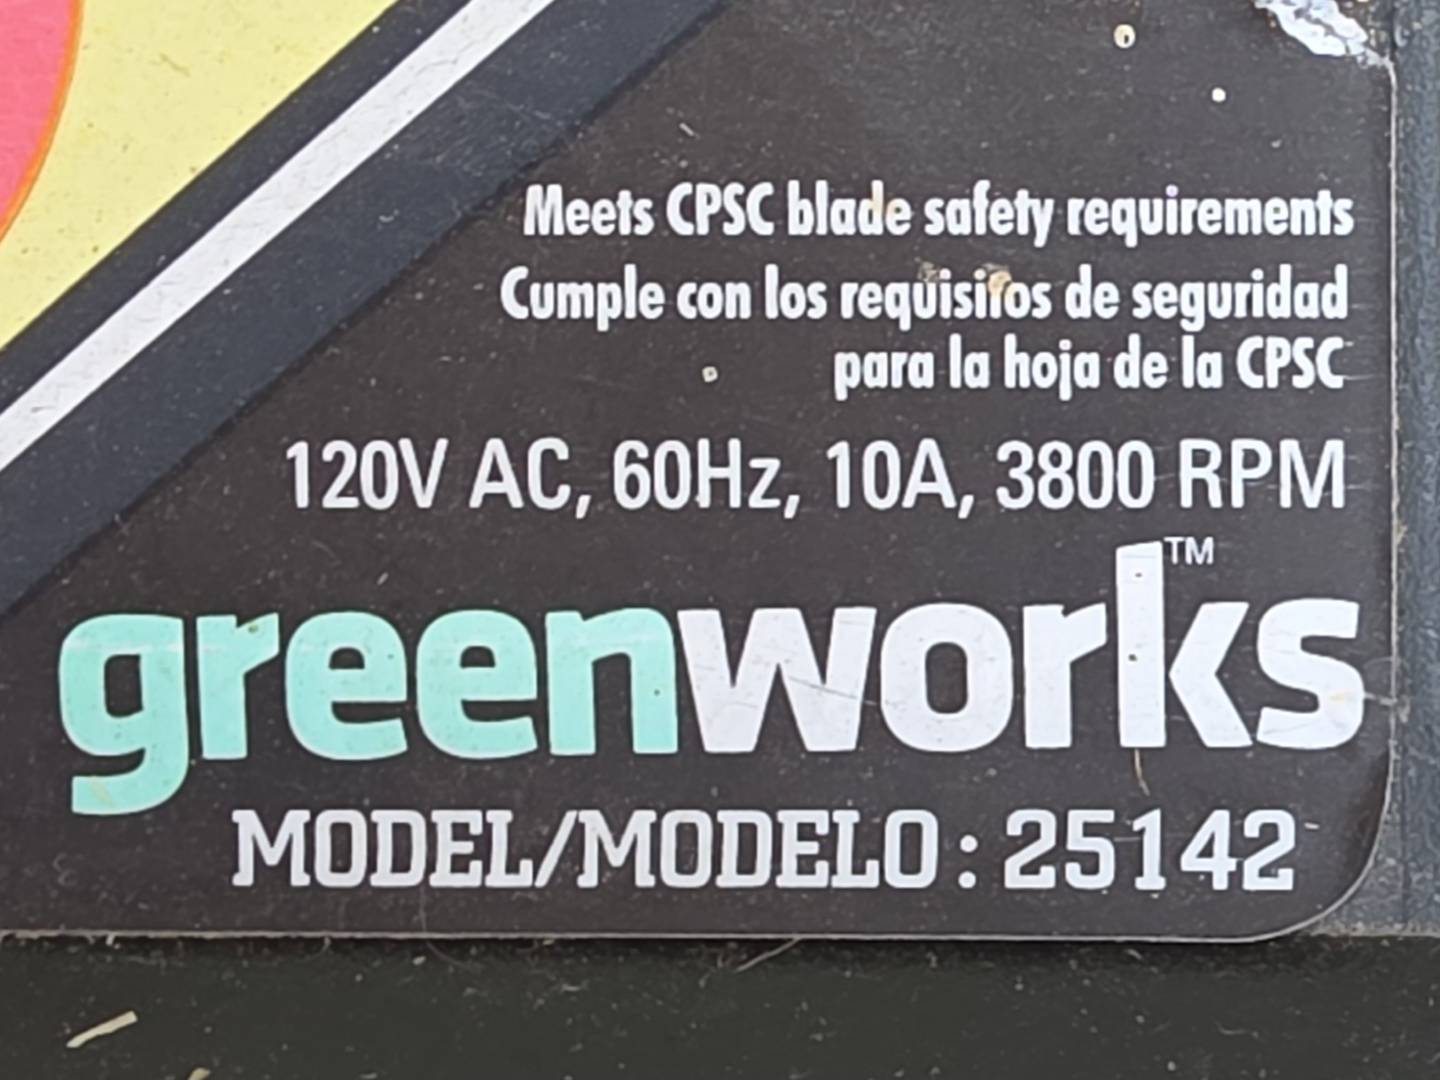 Meets CPSC blade safety requirements
Cumple con los requisitos de seguridad
para la hoja de la CPSC
120V AC, 60Hz, 10A, 3800 RPM
greenworks™
MODEL/MODELO: 25142